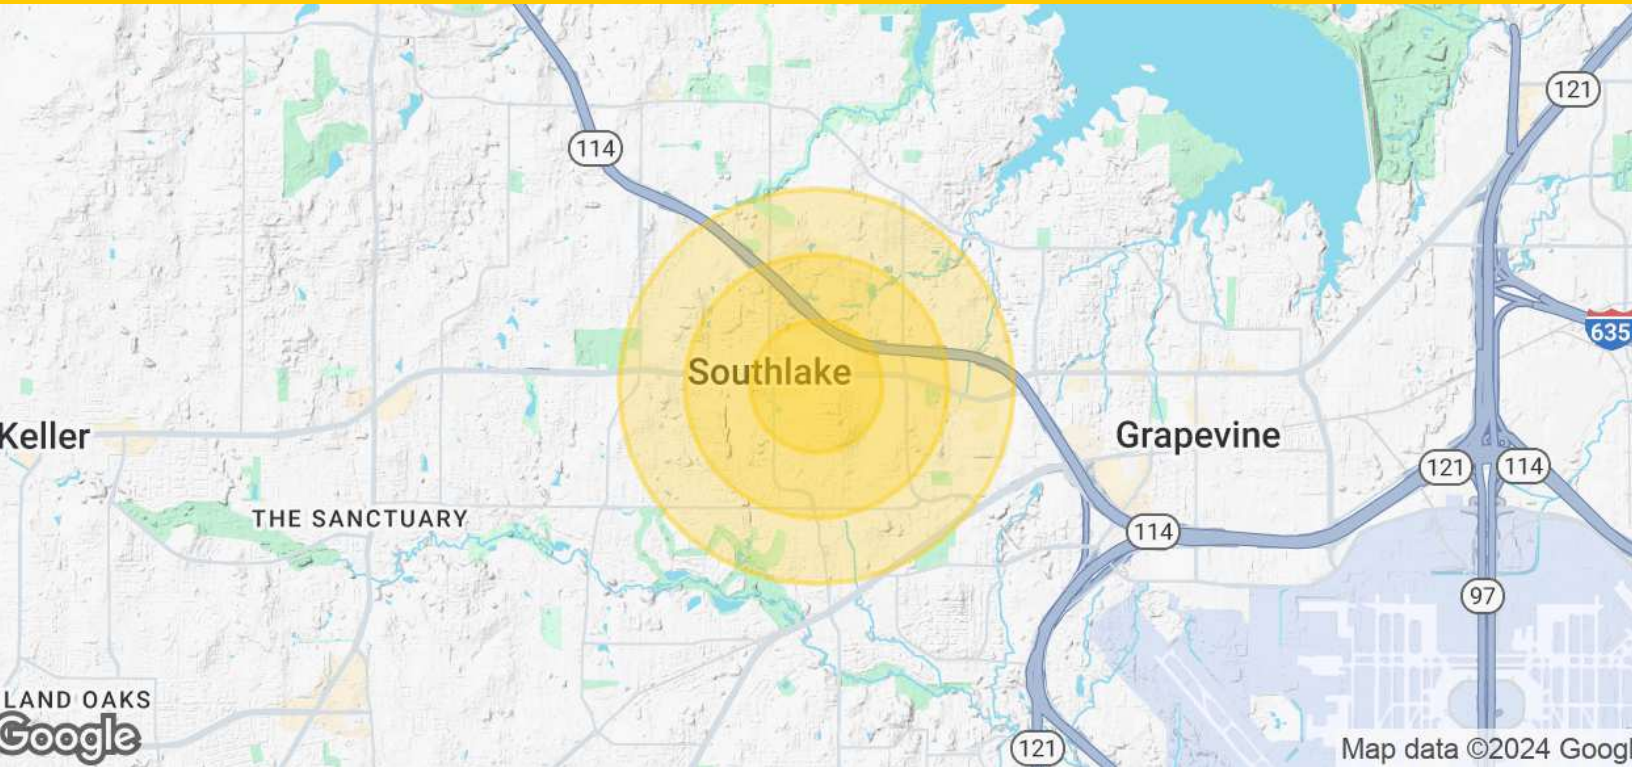 121
114
635
Southlake
Keller
Grapevine
121
114
THE SANCTUARY
114
97
LAND OAKS
Google
121
Map data ©2024 Googl